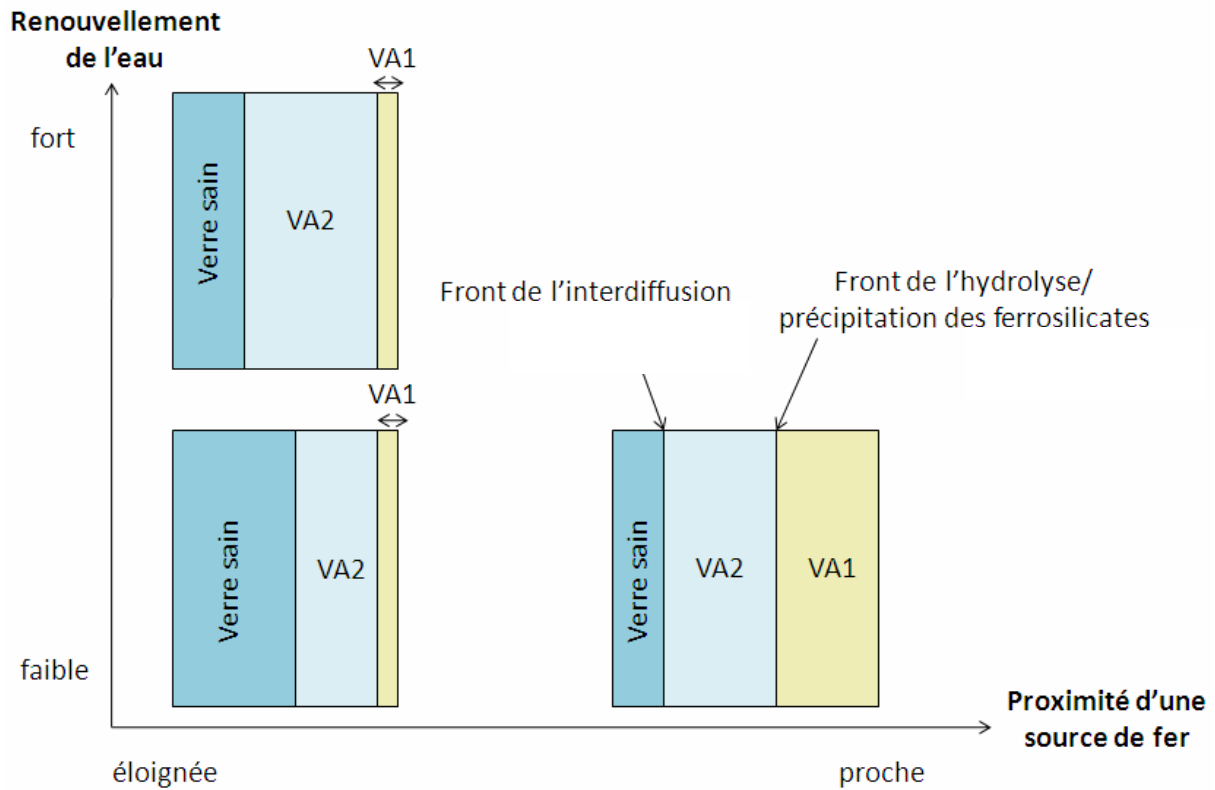 Renouvellement
de l'eau
VA1
fort
Verre sain
VA2
Front de l'interdiffusion
Front de l'hydrolyse/
précipitation des ferrosilicates
VA1
Verre sain
VA2
Verre sain
VA2
VA1
faible
Proximité d'une
source de fer
éloignée
proche